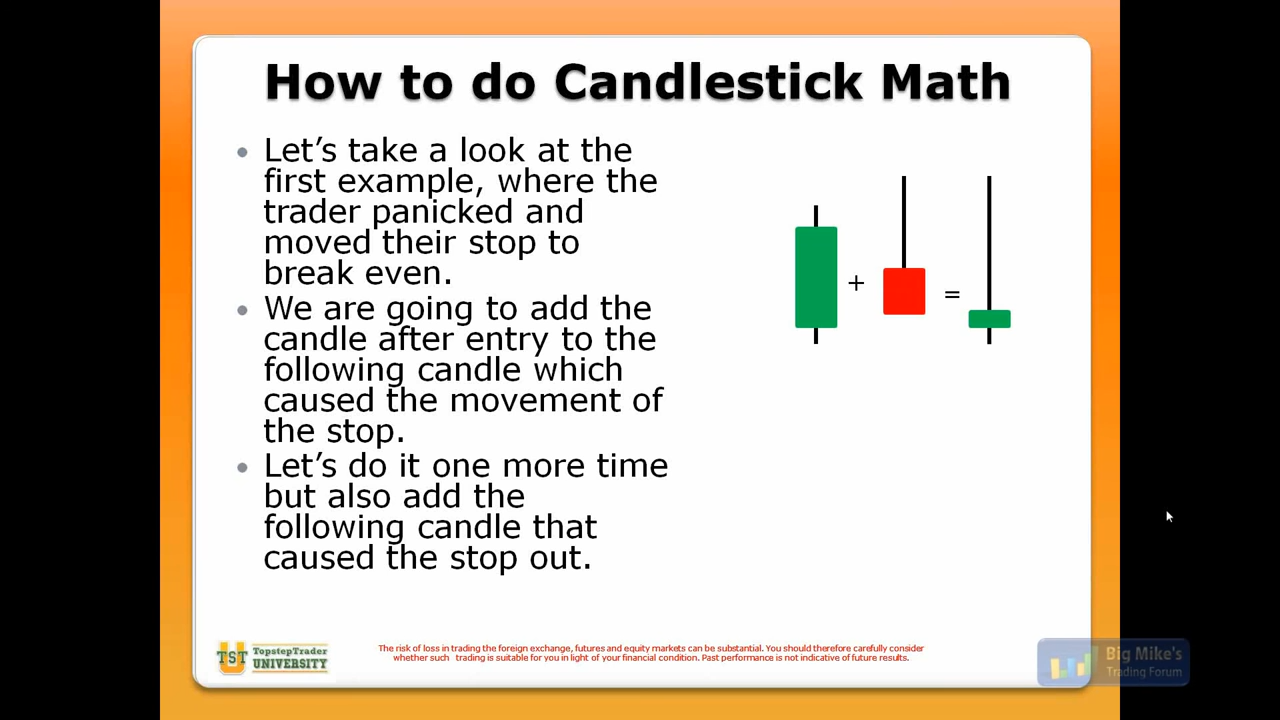 How to do Candlestick Math
• Let’s take a look at the
first example, where the
trader panicked and
moved their stop to
break even.
• We are going to add the
candle after entry to the
following candle which
caused the movement of
the stop.
• Let’s do it one more time
but also add the
following candle that
caused the stop out.
+
=
U
TST
TopstepTrader
UNIVERSITY
The risk of loss in trading the foreign exchange, futures and equity markets can be substantial. You should therefore carefully consider
whether such trading is suitable for you in light of your financial condition. Past performance is not indicative of future results.
Big Mike's
Trading Forum